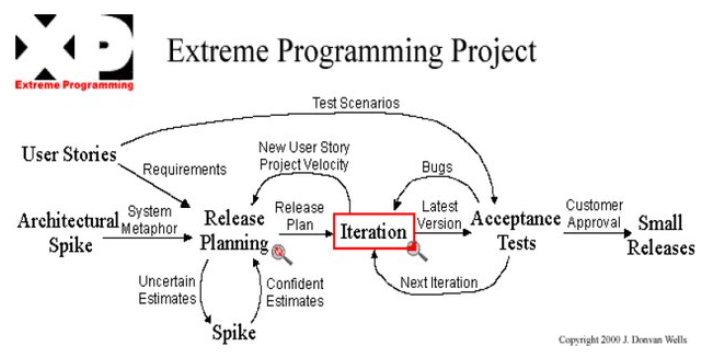 XP
Extreme Programming
Extreme Programming Project
Test Scenarios
User Stories
Requirements
New User Story
Project Velocity
Bugs
Architectural
Spike
System
Metaphor
Release
Planning
Release
Plan
Iteration
Latest
Version
Acceptance
Tests
Customer
Approval
Small
Releases
Uncertain
Estimates
Confident
Estimates
Next Iteration
Spike
Copyright 2000 J. Donvan Wells